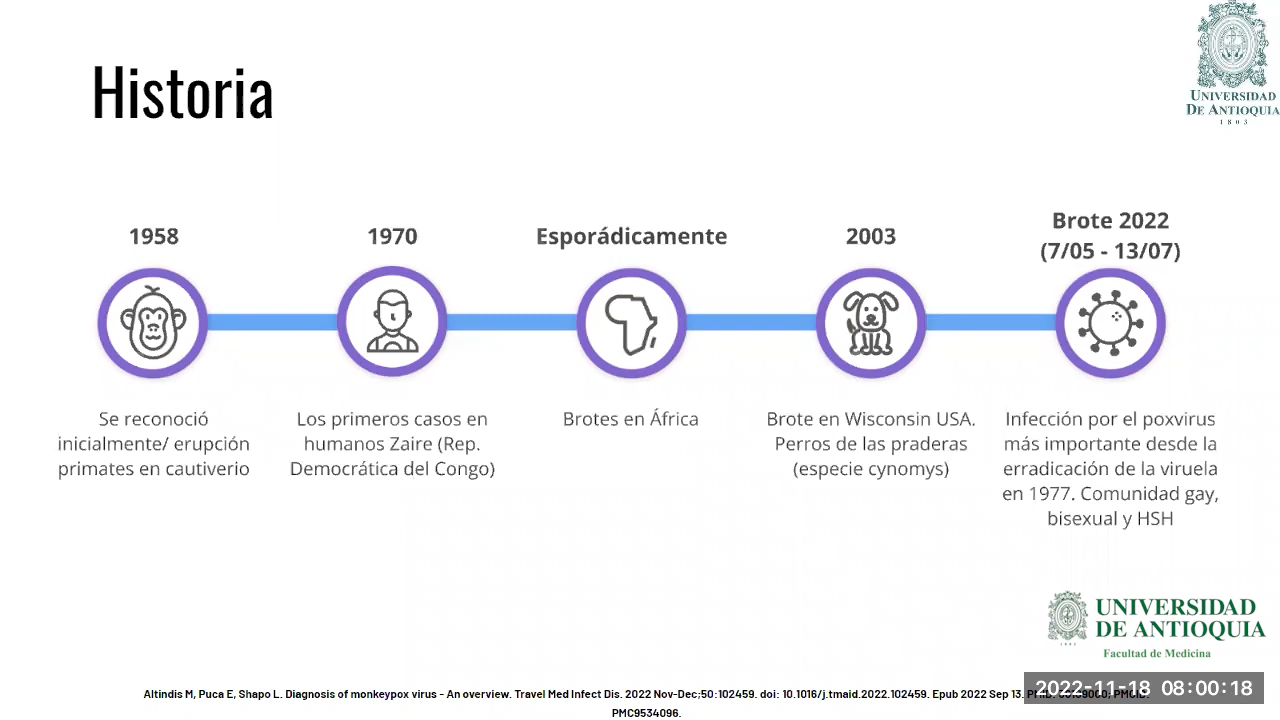 Historia
UNIVERSIDAD
DE ANTIOQUIA
1803
1958
1970
Esporádicamente
2003
Brote 2022
(7/05 - 13/07)
Se reconoció
inicialmente/ erupción
primates en cautiverio
Los primeros casos en
humanos Zaire (Rep.
Democrática del Congo)
Brotes en África
Brote en Wisconsin USA.
Perros de las praderas
(especie cynomys)
Infección por el poxvirus
más importante desde la
erradicación de la viruela
en 1977. Comunidad gay,
bisexual y HSH
UNIVERSIDAD
DE ANTIOQUIA
1803
Facultad de Medicina
Altindis M, Puca E, Shapo L. Diagnosis of monkeypox virus - An overview. Travel Med Infect Dis. 2022 Nov-Dec;50:102459. doi: 10.1016/j.tmaid.2022.102459. Epub 2022 Sep 13.
PMC9534096.
2022-11-18 08:00:18